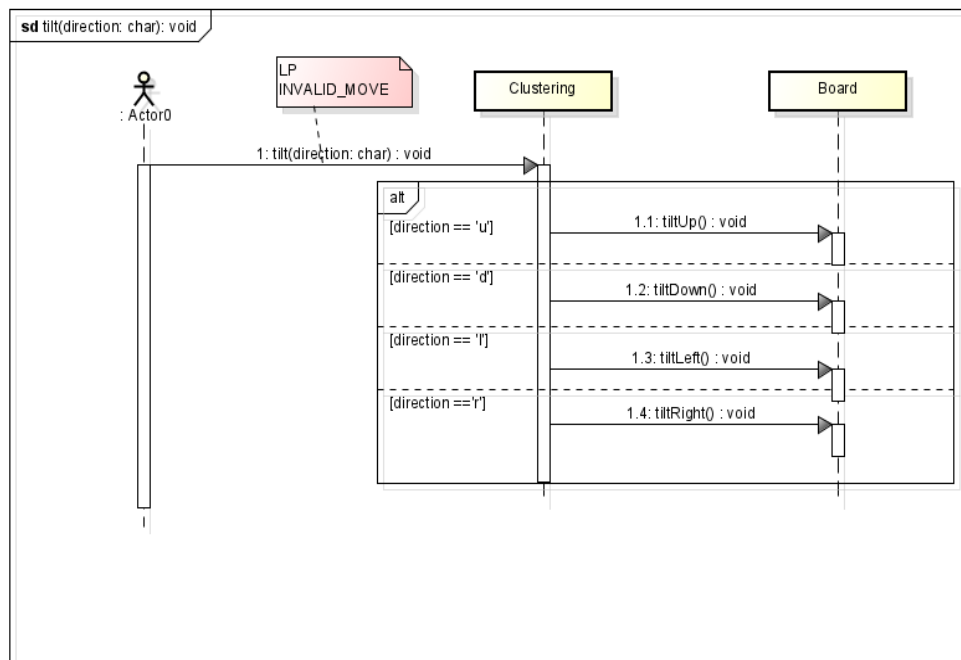 sd tilt(direction: char): void
LP
INVALID_MOVE
: Actor0
Clustering
Board
1: tilt(direction: char) : void
alt
[direction == 'u']
1.1: tiltUp() : void
[direction == 'd']
1.2: tiltDown() : void
[direction == 'l']
1.3: tiltLeft() : void
[direction =='r']
1.4: tiltRight() : void